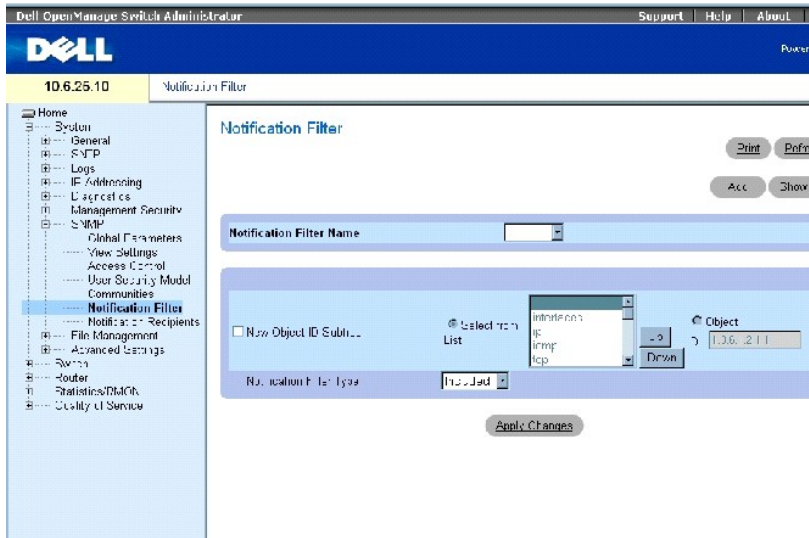 Dell OpenManage Switch Administrator
Support | Help | About
DELL
Power
10.6.25.10
Notification Filter
Home
System
General
SNTP
Logs
IP Addressing
Diagnostics
Management Security
SNMP
Global Parameters
View Settings
Access Control
User Security Model
Communities
Notification Filter
Notification Recipients
File Management
Advanced Settings
Switch
Router
Statistics/RMON
Quality of Service
Notification Filter
Print
Refre
Add
Show
Notification Filter Name
New Object ID Subtree
Select from List
interfaces
ip
icmp
tcp
Up
Down
Object
Notification Filter Type
Included
Apply Changes